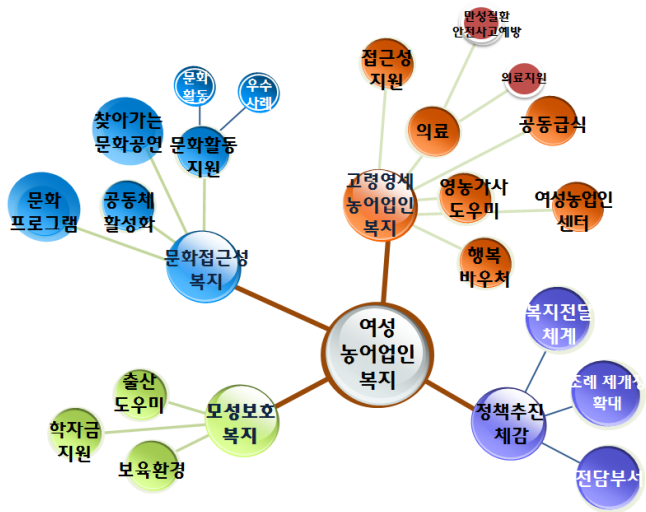 만성질환
안전사고예방
의료지원
접근성
지원
의료
공동급식
문화
활동
우수
사례
찾아가는
문화공연
문화활동
지원
문화
프로그램
공동체
활성화
문화접근성
복지
고령영세
농어업인
복지
영농가사
도우미
여성농업인
센터
행복
바우처
여성
농어업인
복지
복지전달
체계
조례 제개정
확대
전담부서
정책추진
체감
모성보호
복지
출산
도우미
학자금
지원
보육환경